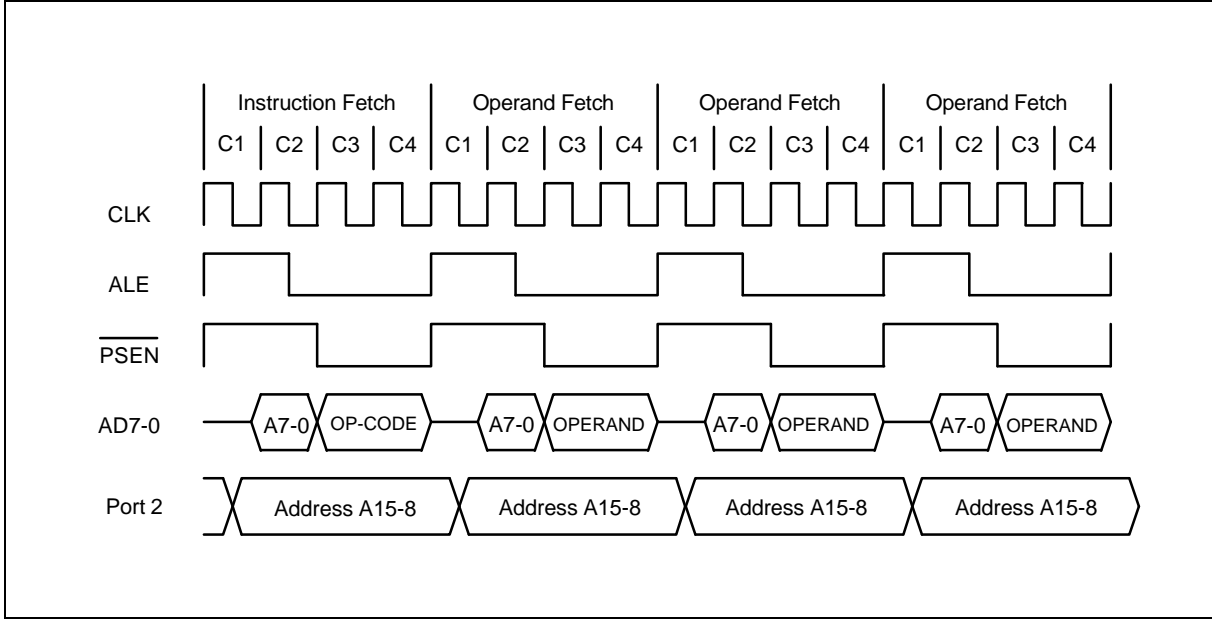 Instruction Fetch Operand Fetch Operand Fetch Operand Fetch
C1 C2 C3 C4 C1 C2 C3 C4 C1 C2 C3 C4 C1 C2 C3 C4
CLK
ALE
PSEN
AD7-0 A7-0 OP-CODE A7-0 OPERAND A7-0 OPERAND A7-0 OPERAND
Port 2 Address A15-8 Address A15-8 Address A15-8 Address A15-8